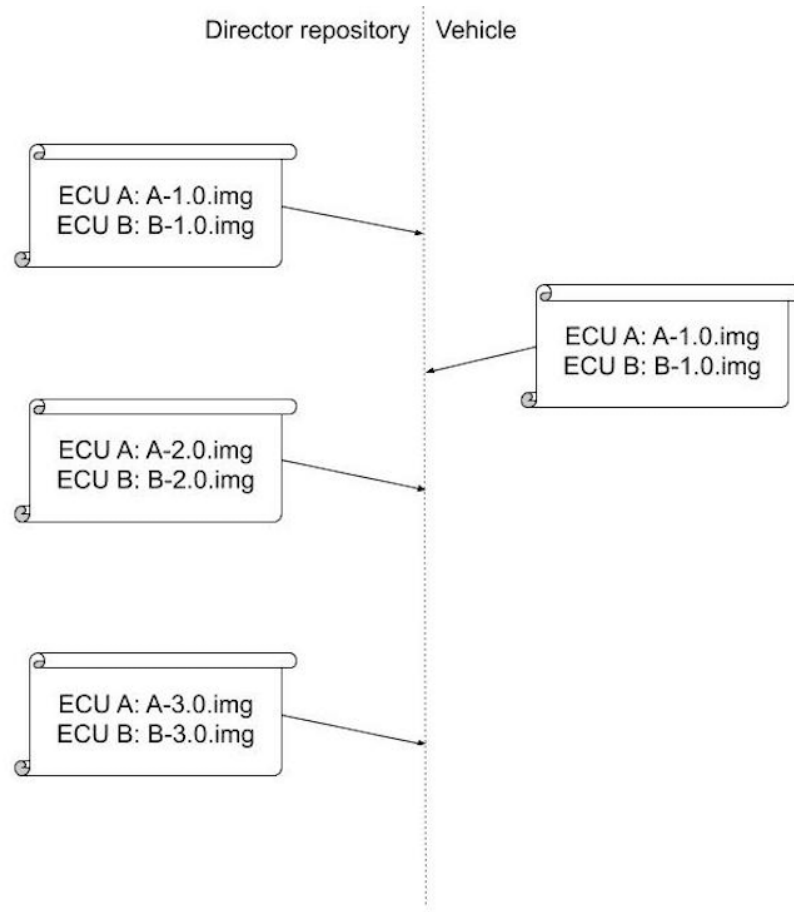 Director repository
Vehicle
ECU A: A-1.0.img
ECU B: B-1.0.img
ECU A: A-1.0.img
ECU B: B-1.0.img
ECU A: A-2.0.img
ECU B: B-2.0.img
ECU A: A-3.0.img
ECU B: B-3.0.img